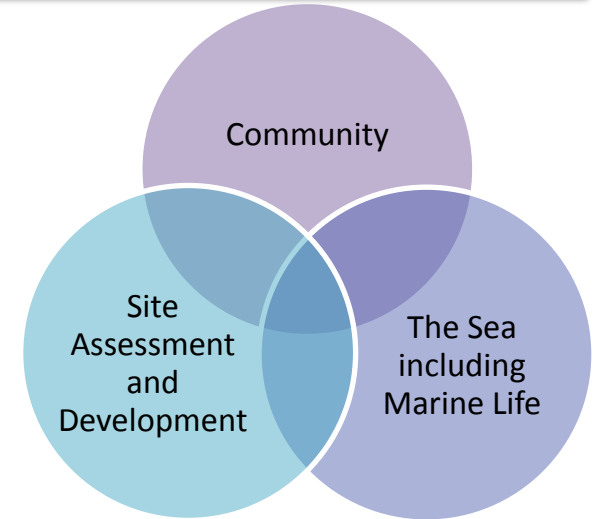 Community
Site
Assessment
and
Development
The Sea
including
Marine Life